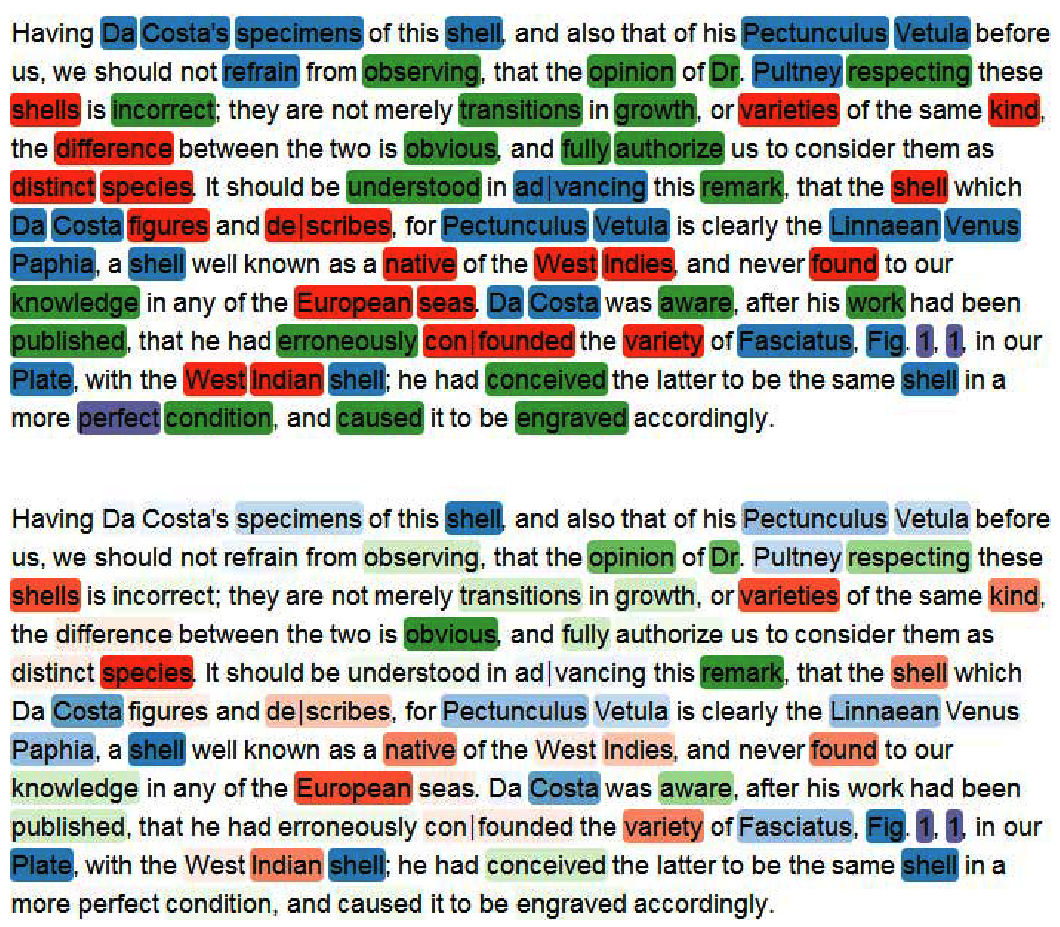 Having Da Costa's specimens of this shell, and also that of his Pectunculus Vetula before
us, we should not refrain from observing, that the opinion of Dr. Pultney respecting these
shells is incorrect; they are not merely transitions in growth, or varieties of the same kind,
the difference between the two is obvious, and fully authorize us to consider them as
distinct species. It should be understood in ad|vancing this remark, that the shell which
Da Costa figures and de|scribes, for Pectunculus Vetula is clearly the Linnaean Venus
Paphia, a shell well known as a native of the West Indies, and never found to our
knowledge in any of the European seas. Da Costa was aware, after his work had been
published, that he had erroneously con|founded the variety of Fasciatus, Fig. 1, 1, in our
Plate, with the West Indian shell; he had conceived the latter to be the same shell in a
more perfect condition, and caused it to be engraved accordingly.
Having Da Costa's specimens of this shell, and also that of his Pectunculus Vetula before
us, we should not refrain from observing, that the opinion of Dr. Pultney respecting these
shells is incorrect; they are not merely transitions in growth, or varieties of the same kind,
the difference between the two is obvious, and fully authorize us to consider them as
distinct species. It should be understood in ad|vancing this remark, that the shell which
Da Costa figures and de|scribes, for Pectunculus Vetula is clearly the Linnaean Venus
Paphia, a shell well known as a native of the West Indies, and never found to our
knowledge in any of the European seas. Da Costa was aware, after his work had been
published, that he had erroneously con|founded the variety of Fasciatus, Fig. 1, 1, in our
Plate, with the West Indian shell; he had conceived the latter to be the same shell in a
more perfect condition, and caused it to be engraved accordingly.